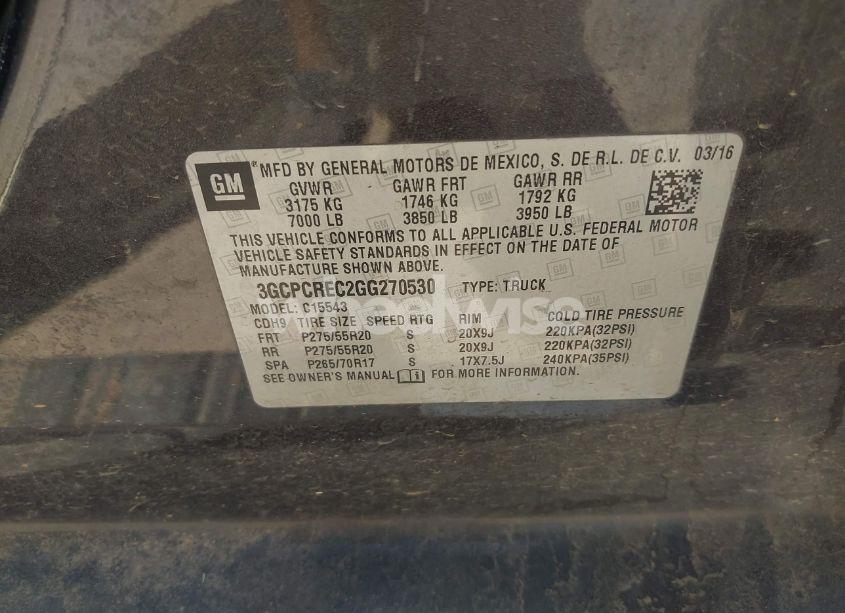 GM ® MFD BY GENERAL MOTORS DE MEXICO, S. DE R.L. DE C.V. 03/16
GVWR GAWR FRT GAWR RR
3175 KG 1746 KG 1792 KG
7000 LB 3850 LB 3950 LB
THIS VEHICLE CONFORMS TO ALL APPLICABLE U.S. FEDERAL MOTOR
VEHICLE SAFETY STANDARDS IN EFFECT ON THE DATE OF
MANUFACTURE SHOWN ABOVE.
3GCPCREC2GG270530 TYPE: TRUCK
MODEL: C15543
CDH9 TIRE SIZE SPEED RTG RIM COLD TIRE PRESSURE
FRT P275/55R20 S 20X9J 220KPA(32PSI)
RR P275/55R20 S 20X9J 220KPA(32PSI)
SPA P265/70R17 S 17X7.5J 240KPA(35PSI)
SEE OWNER'S MANUAL FOR MORE INFORMATION.
wheelwise